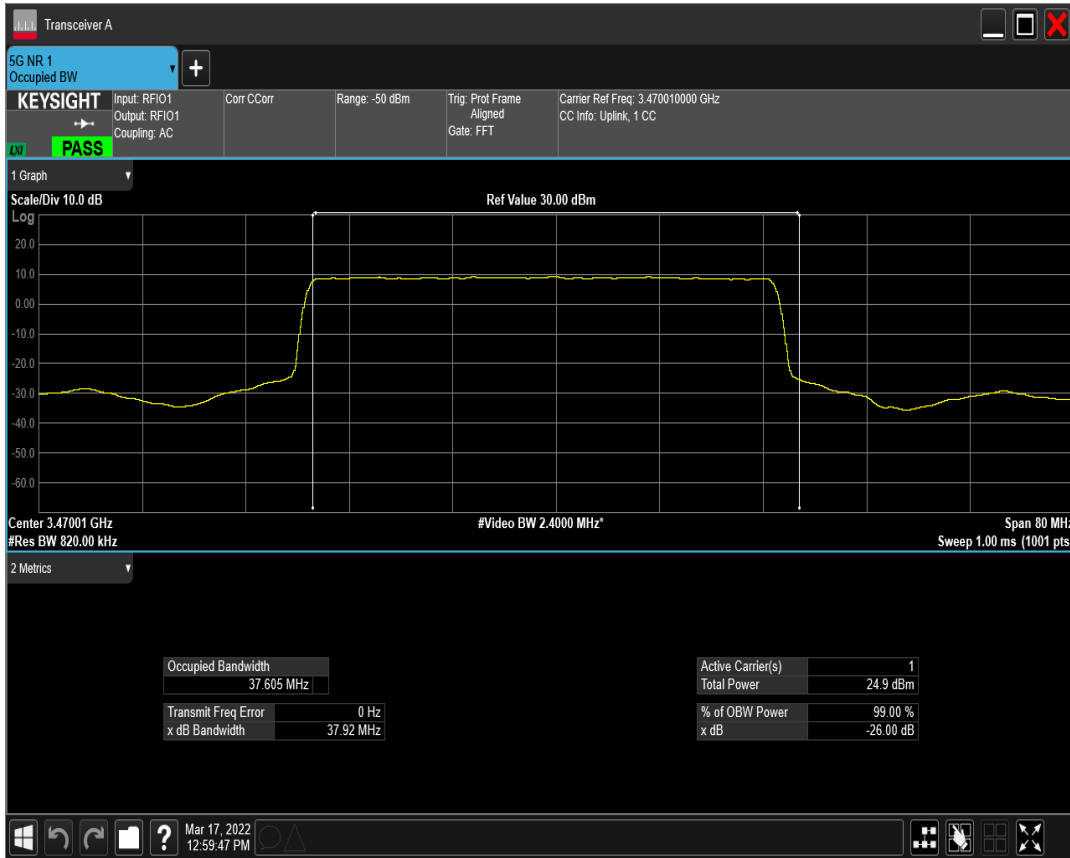 Transceiver A
5G NR 1
Occupied BW
KEYSIGHT
LXI
PASS
Input: RFIO1
Output: RFIO1
Coupling: AC
Corr CCorr
Range: -50 dBm
Trig: Prot Frame
Aligned
Gate: FFT
Carrier Ref Freq: 3.470010000 GHz
CC Info: Uplink, 1 CC
1 Graph
Scale/Div 10.0 dB
Ref Value 30.00 dBm
Log
20.0
10.0
0.00
-10.0
-20.0
-30.0
-40.0
-50.0
-60.0
Center 3.47001 GHz
#Video BW 2.4000 MHz*
Span 80 MHz
#Res BW 820.00 kHz
Sweep 1.00 ms (1001 pts
2 Metrics
Occupied Bandwidth
37.605 MHz
Transmit Freq Error 0 Hz
x dB Bandwidth 37.92 MHz
Active Carrier(s) 1
Total Power 24.9 dBm
% of OBW Power 99.00 %
x dB -26.00 dB
?
Mar 17, 2022
12:59:47 PM